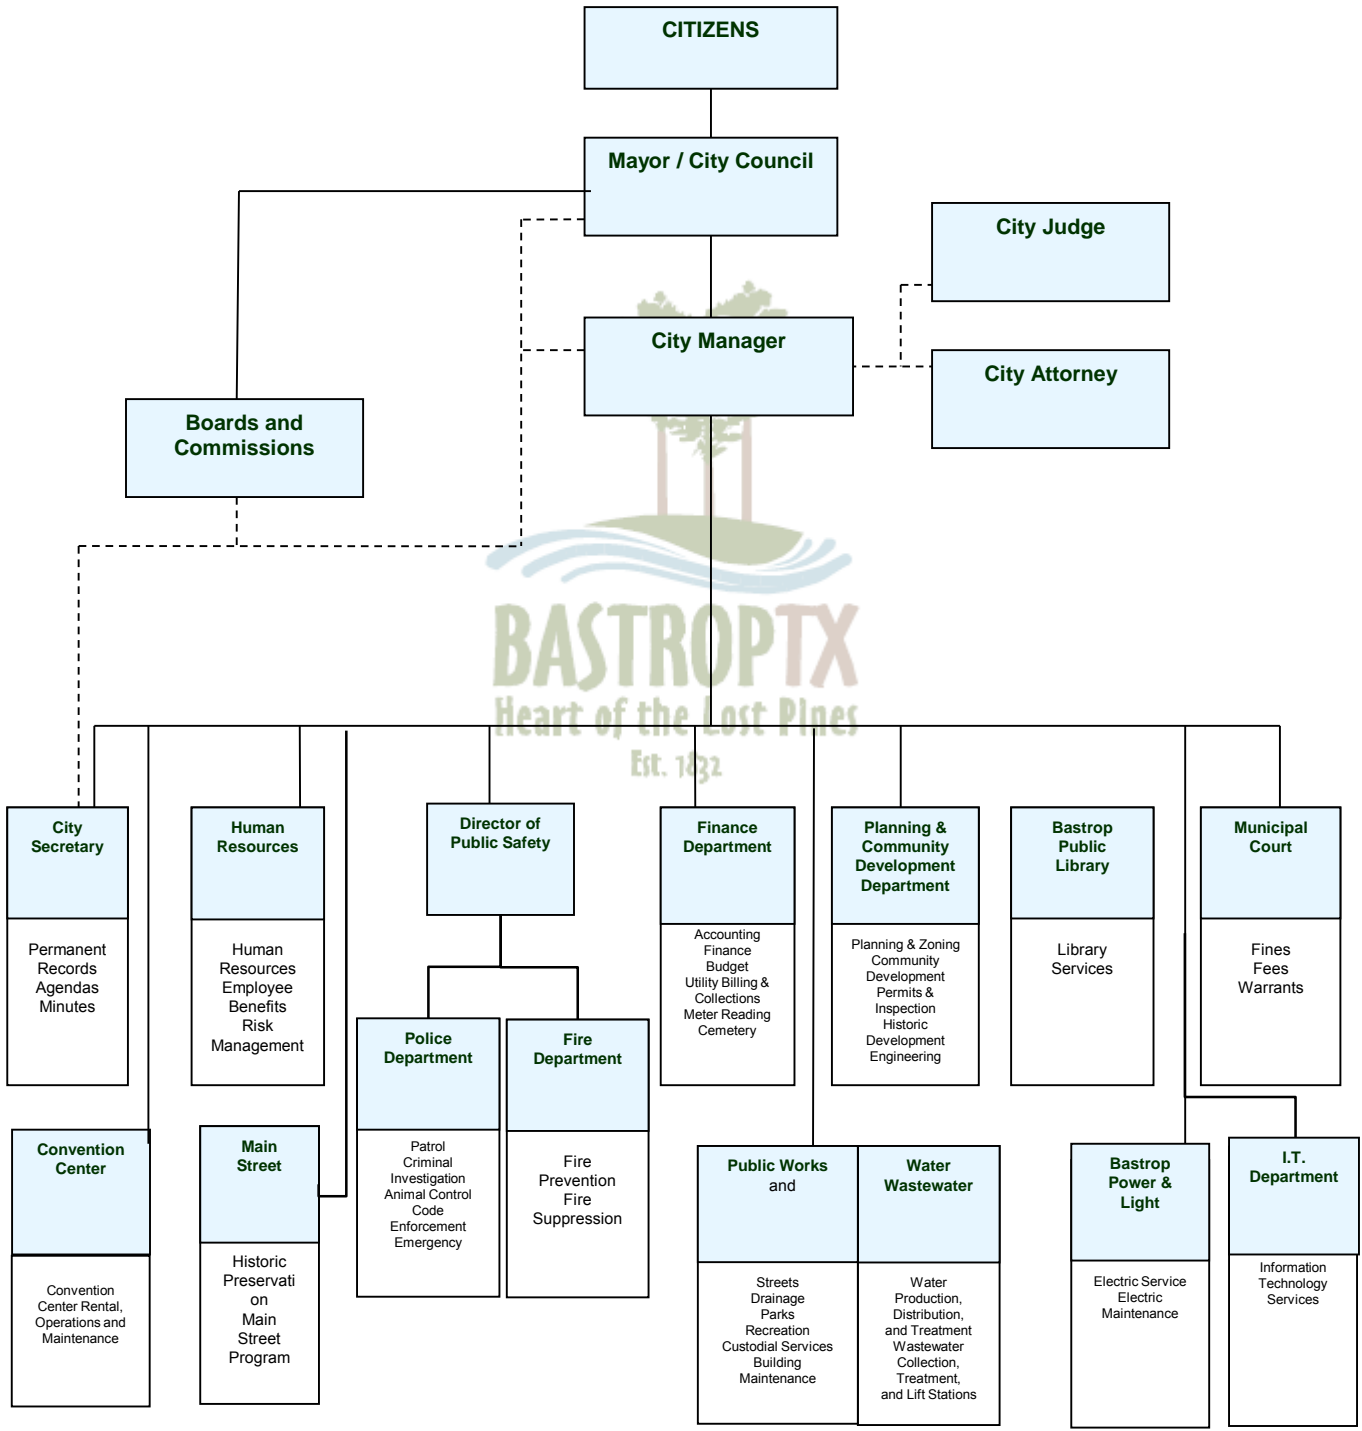 CITIZENS
Mayor / City Council
City Judge
City Manager
City Attorney
Boards and
Commissions
BASTROPTX
Heart of the Lost Pines
Est. 1832
City
Secretary
Permanent
Records
Agendas
Minutes
Human
Resources
Human
Resources
Employee
Benefits
Risk
Management
Director of
Public Safety
Finance
Department
Accounting
Finance
Budget
Utility Billing &
Collections
Meter Reading
Cemetery
Planning &
Community
Development
Department
Planning & Zoning
Community
Development
Permits &
Inspection
Historic
Development
Engineering
Bastrop
Public
Library
Library
Services
Municipal
Court
Fines
Fees
Warrants
Police
Department
Patrol
Criminal
Investigation
Animal Control
Code
Enforcement
Emergency
Fire
Department
Fire
Prevention
Fire
Suppression
Convention
Center
Convention
Center Rental,
Operations and
Maintenance
Main
Street
Historic
Preservati
on
Main
Street
Program
Public Works
and
Streets
Drainage
Parks
Recreation
Custodial Services
Building
Maintenance
Water
Wastewater
Water
Production,
Distribution,
and Treatment
Wastewater
Collection,
Treatment,
and Lift Stations
Bastrop
Power &
Light
Electric Service
Electric
Maintenance
I.T.
Department
Information
Technology
Services